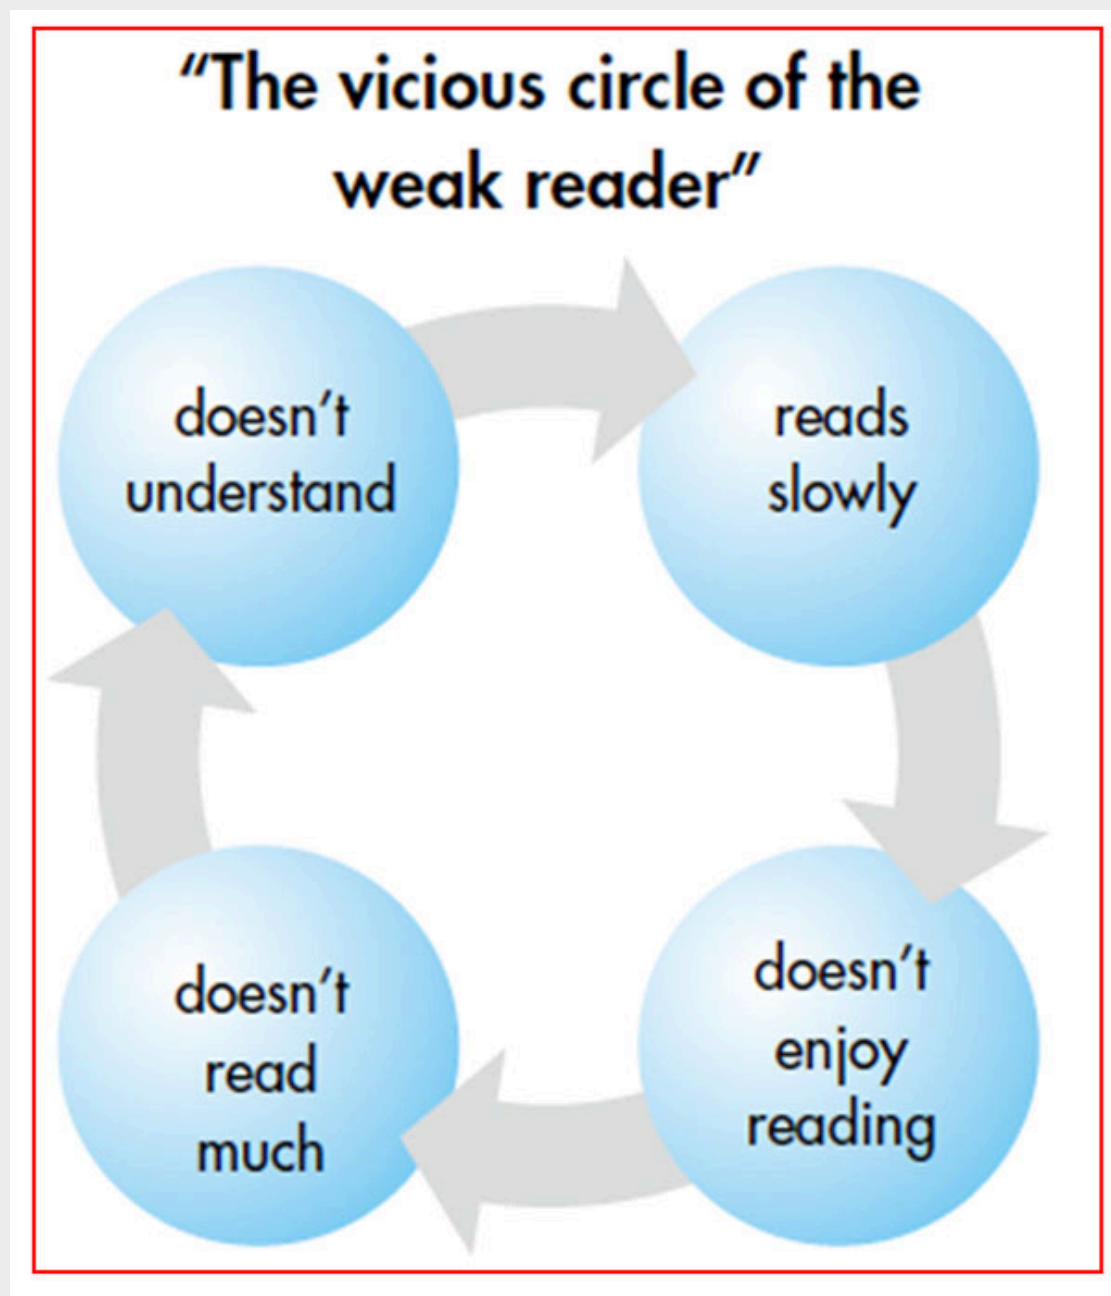 “The vicious circle of the
weak reader”
doesn’t
understand
reads
slowly
doesn’t
enjoy
reading
doesn’t
read
much